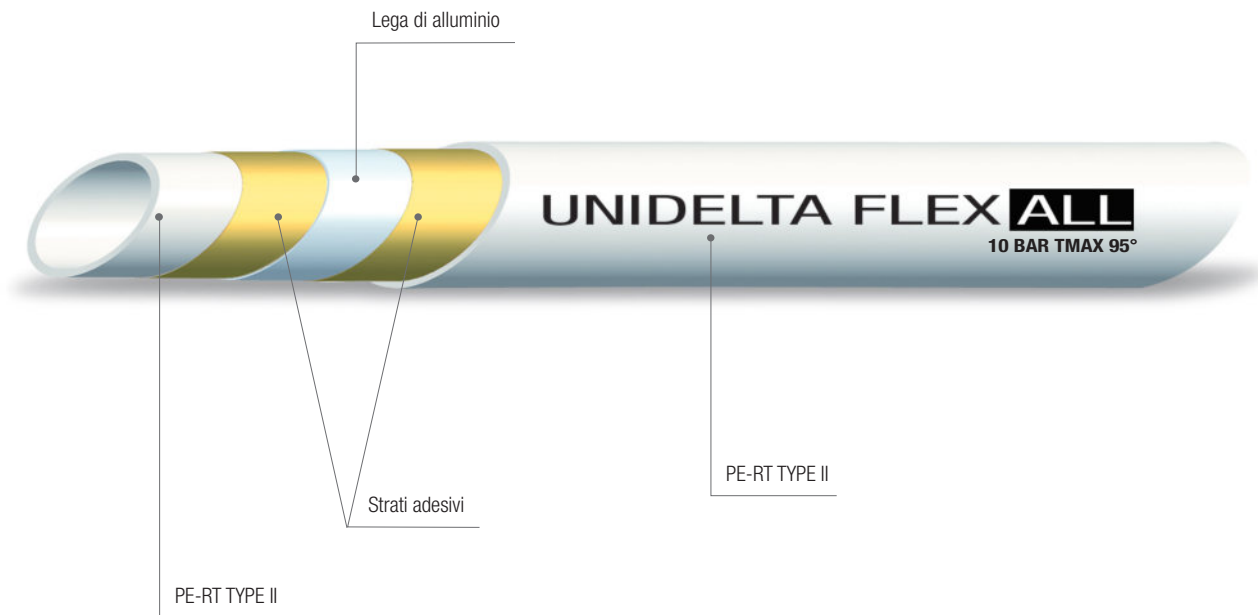 Lega di alluminio
UNIDELTA FLEX ALL
10 BAR TMAX 95°
PE-RT TYPE II
Strati adesivi
PE-RT TYPE II